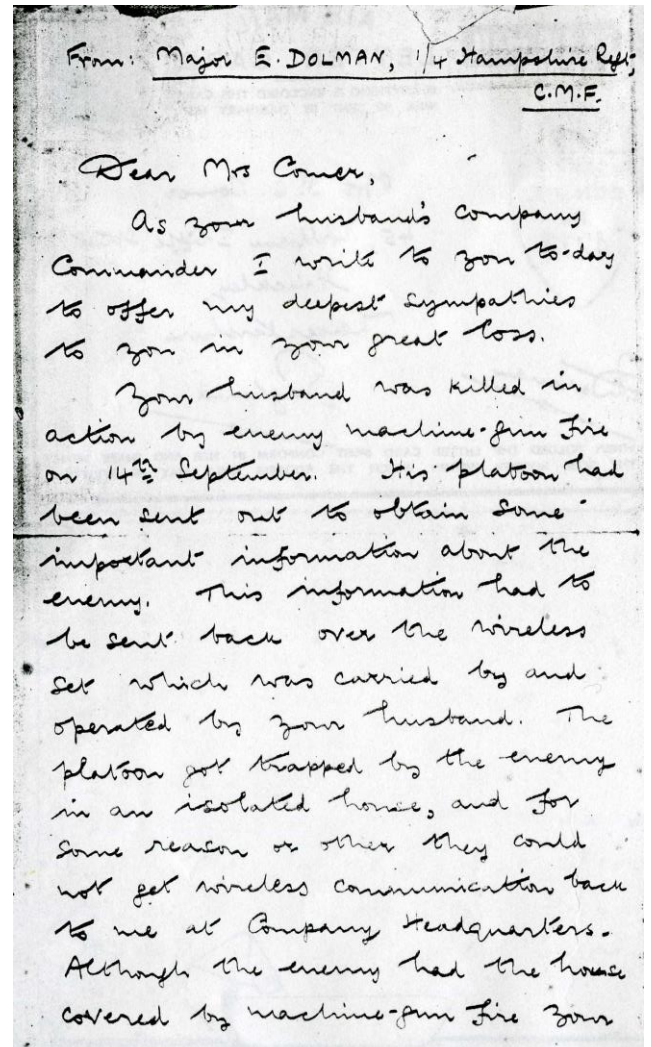 From: Major E. DOLMAN, 1/4 Hampshire Regt,
C.M.F.
Dear Mrs Comer,
As your husband's company
Commander I write to you to-day
to offer my deepest sympathies
to you in your great loss.
Your husband was killed in
action by enemy machine-gun fire
on 14th September. His platoon had
been sent out to obtain some
important information about the
enemy. This information had to
be sent back over the wireless
set which was carried by and
operated by your husband. The
platoon got trapped by the enemy
in an isolated house, and for
some reason or other they could
not get wireless communication back
to me at Company Headquarters.
Although the enemy had the house
covered by machine-gun fire your